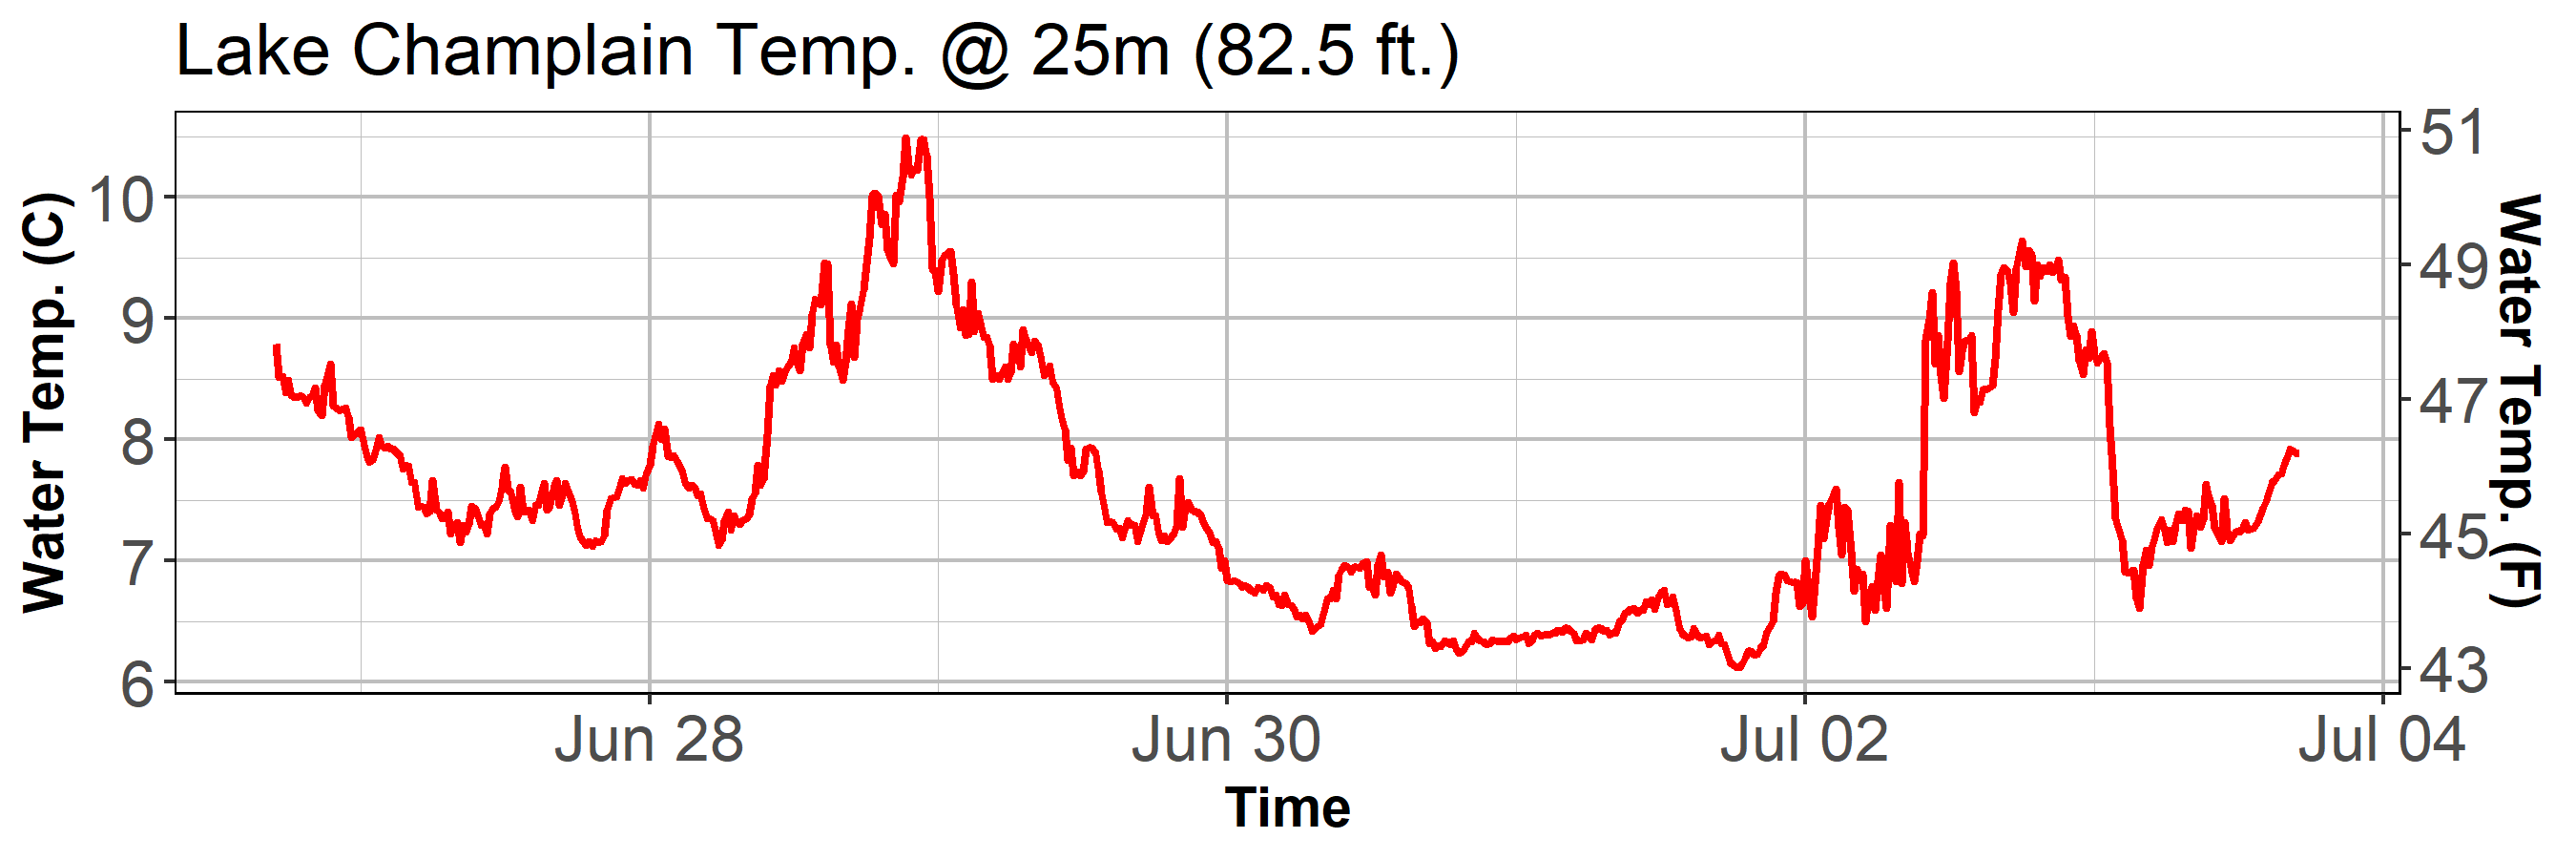 Lake Champlain Temp. @ 25m (82.5 ft.)
Water Temp. (C)
10
9
8
7
6
51
49
47
45
43
Water Temp. (F)
Jun 28 Jun 30 Jul 02 Jul 04
Time